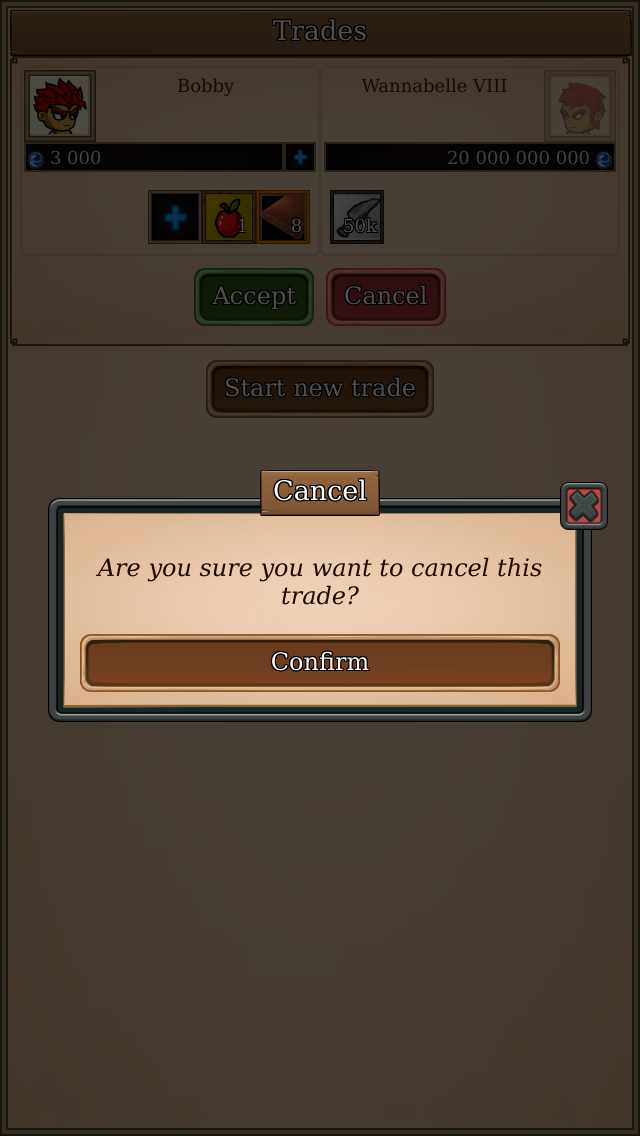 Trades
Bobby
Wannabelle VIII
3 000
20 000 000 000
1
8
50k
Accept
Cancel
Start new trade
Cancel
Are you sure you want to cancel this
trade?
Confirm